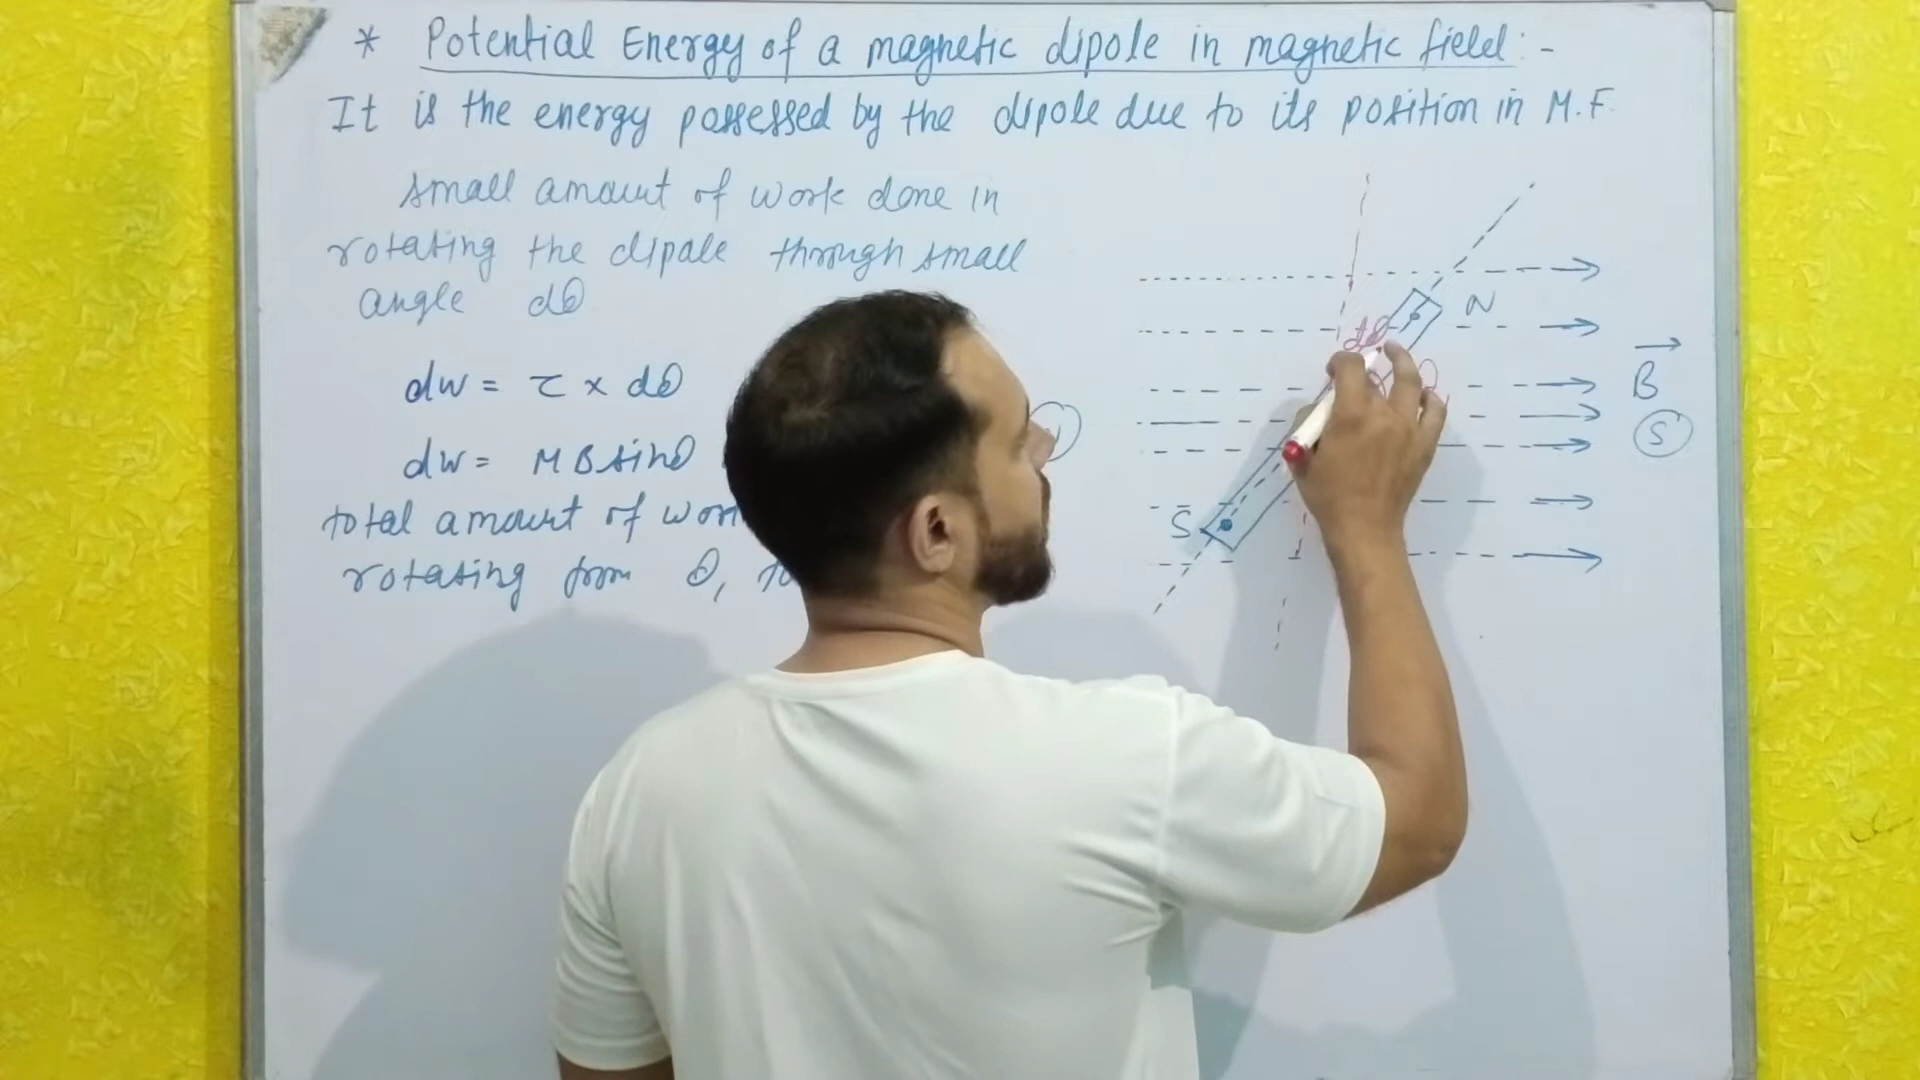 * Potential Energy of a magnetic dipole in magnetic field :-
It is the energy possessed by the dipole due to its position in M.F.
small amount of work done in
rotating the dipole through small
angle dθ
dw = τ × dθ
dw = MB sinθ
total amount of
rotating from θ,
N
dθ
θ
B
S
S